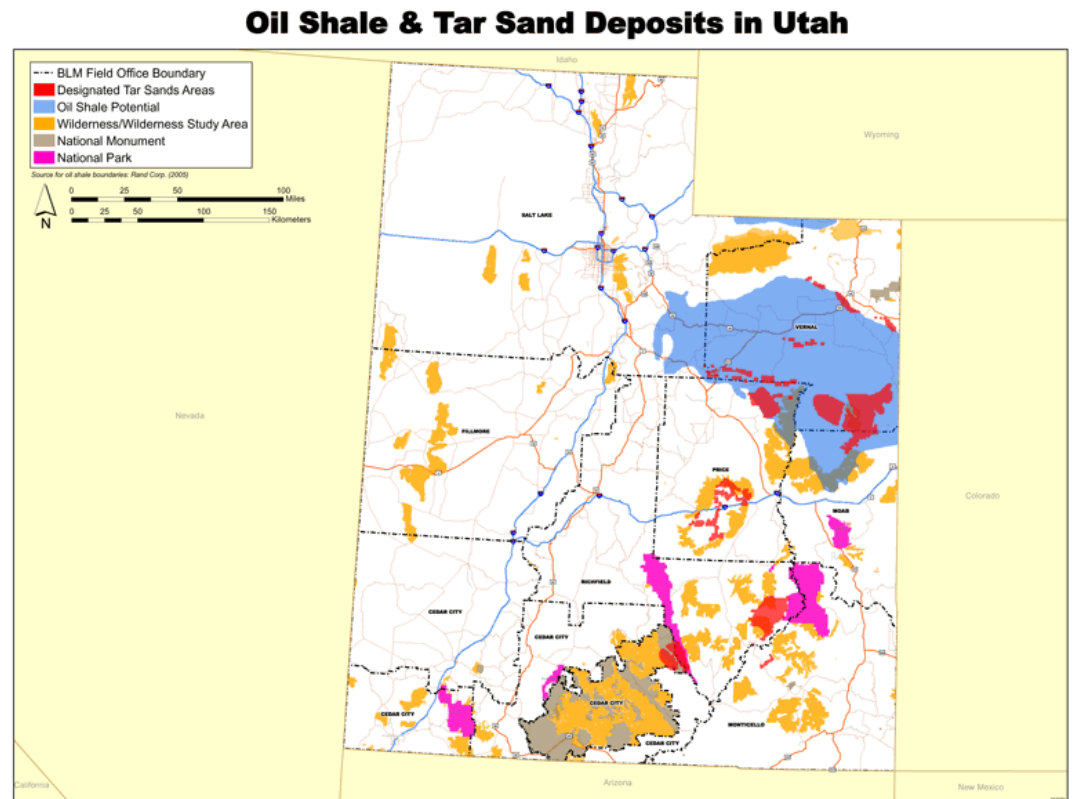 Oil Shale & Tar Sand Deposits in Utah
BLM Field Office Boundary
Designated Tar Sands Areas
Oil Shale Potential
Wilderness/Wilderness Study Area
National Monument
National Park
Source for oil shale boundaries: Rand Corp. (2005)
0 25 50 100
Miles
0 25 50 100 150
Kilometers
N
Idaho
Wyoming
SALT LAKE
VERNAL
Nevada
FILLMORE
PRICE
Colorado
MOAB
RICHFIELD
CEDAR CITY
CEDAR CITY
CEDAR CITY
CEDAR CITY
MONTICELLO
CEDAR CITY
California
Arizona
New Mexico